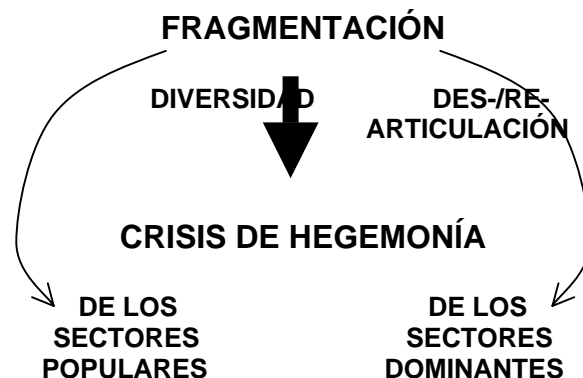 FRAGMENTACIÓN
DIVERSIDAD
DES-/RE-
ARTICULACIÓN
CRISIS DE HEGEMONÍA
DE LOS
SECTORES
POPULARES
DE LOS
SECTORES
DOMINANTES